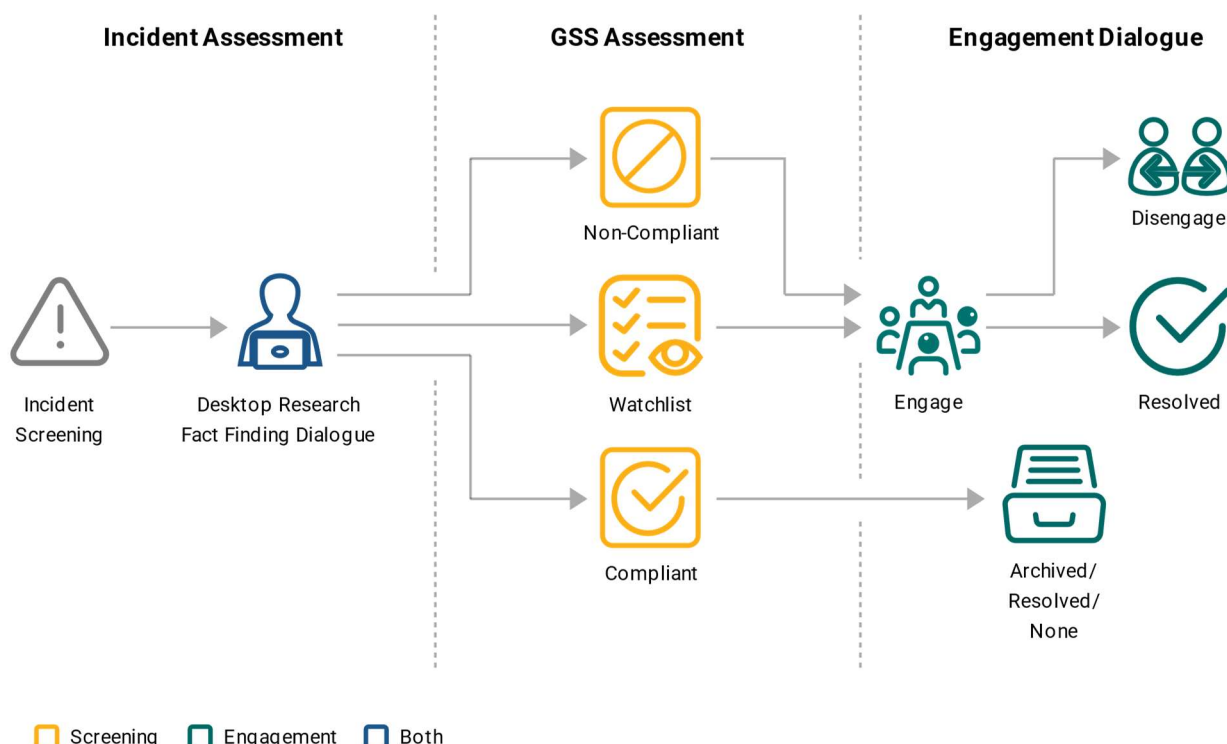 Incident Assessment
GSS Assessment
Engagement Dialogue
Non-Compliant
Disengage
Incident
Screening
Desktop Research
Fact Finding Dialogue
Watchlist
Engage
Resolved
Compliant
Archived/
Resolved/
None
Screening
Engagement
Both